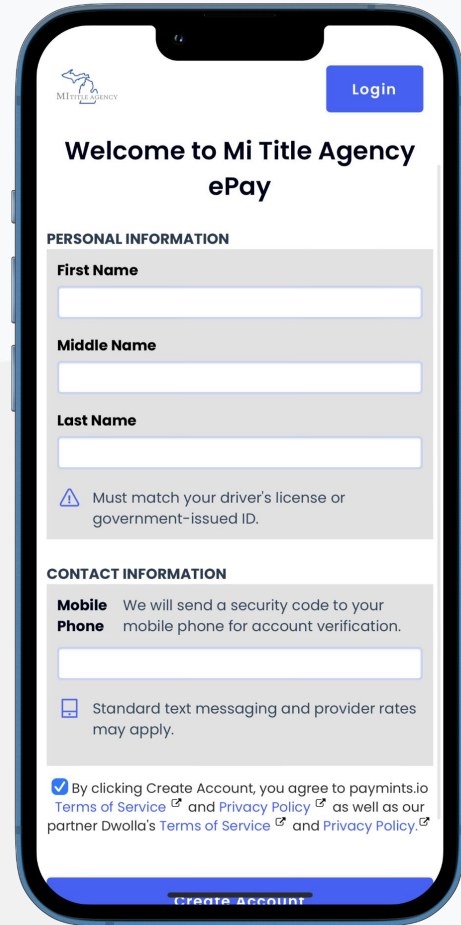 MI TITLE AGENCY
Login
Welcome to Mi Title Agency
ePay
PERSONAL INFORMATION
First Name
Middle Name
Last Name
Must match your driver's license or
government-issued ID.
CONTACT INFORMATION
Mobile Phone
We will send a security code to your
mobile phone for account verification.
Standard text messaging and provider rates
may apply.
By clicking Create Account, you agree to paymints.io
Terms of Service and Privacy Policy as well as our
partner Dwolla's Terms of Service and Privacy Policy.
Create Account